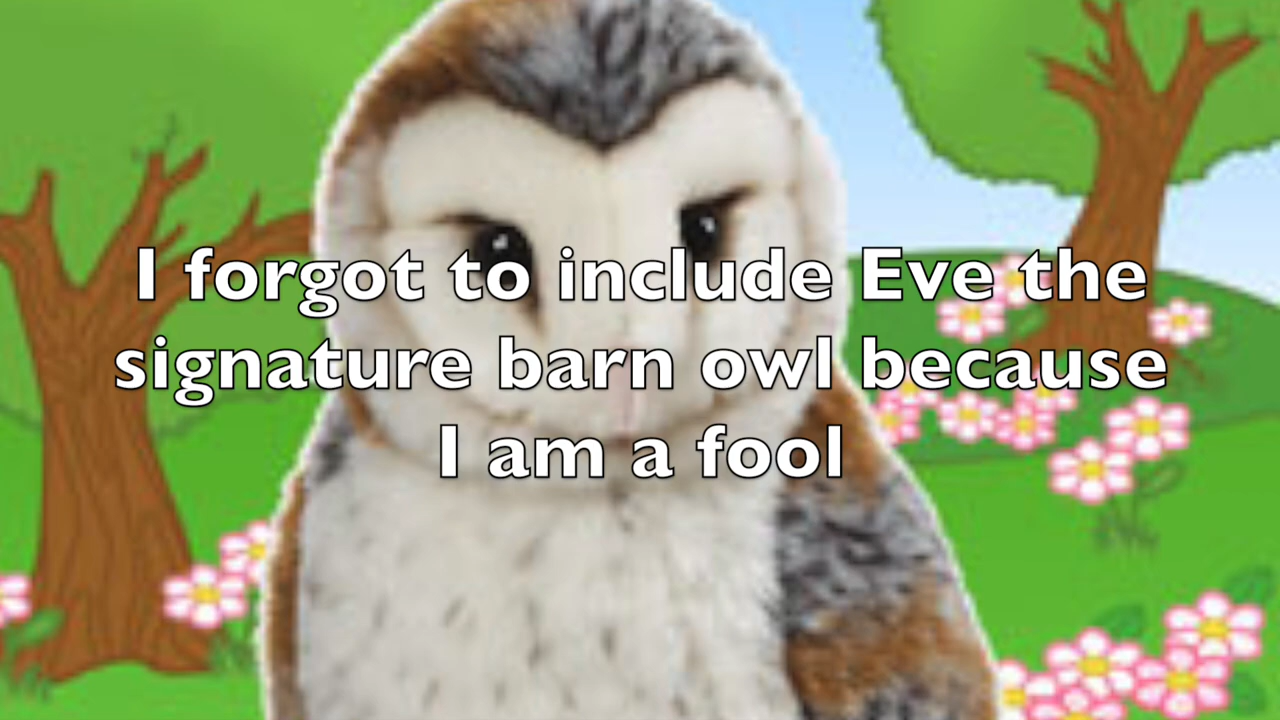 I forgot to include Eve the
signature barn owl because
I am a fool